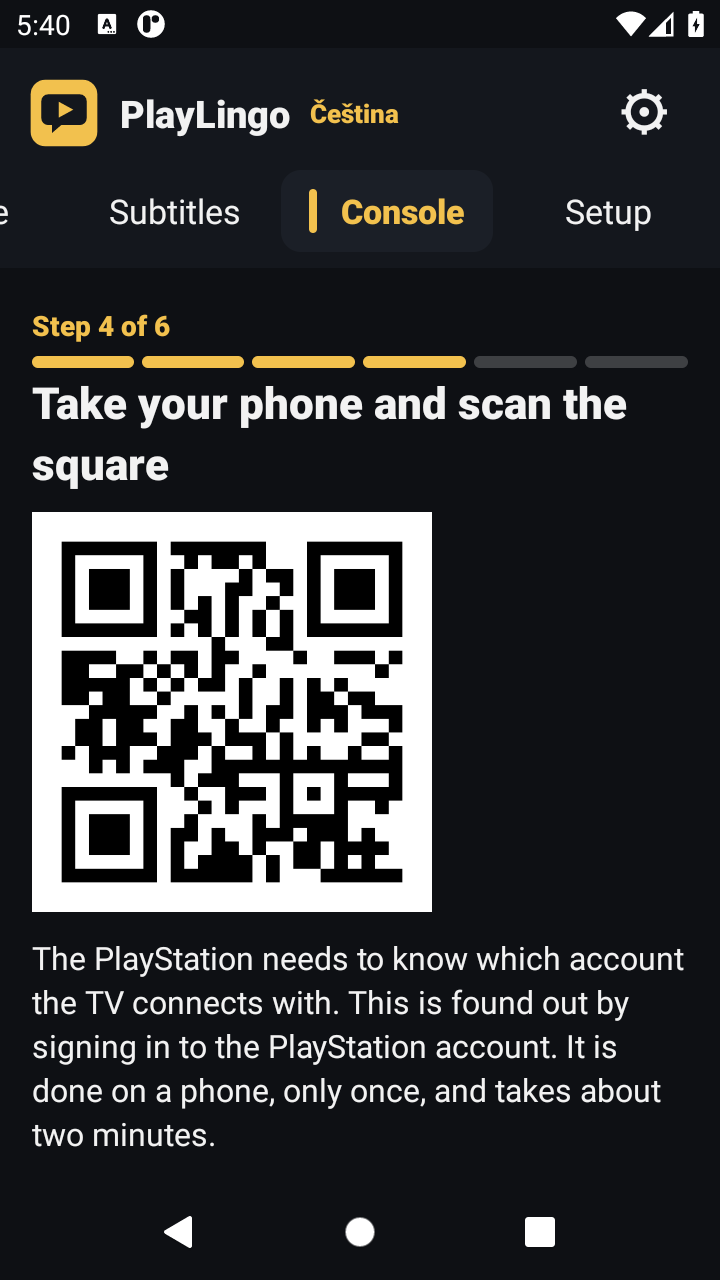 5:40
PlayLingo Čeština
e Subtitles Console Setup
Step 4 of 6
Take your phone and scan the
square
The PlayStation needs to know which account
the TV connects with. This is found out by
signing in to the PlayStation account. It is
done on a phone, only once, and takes about
two minutes.